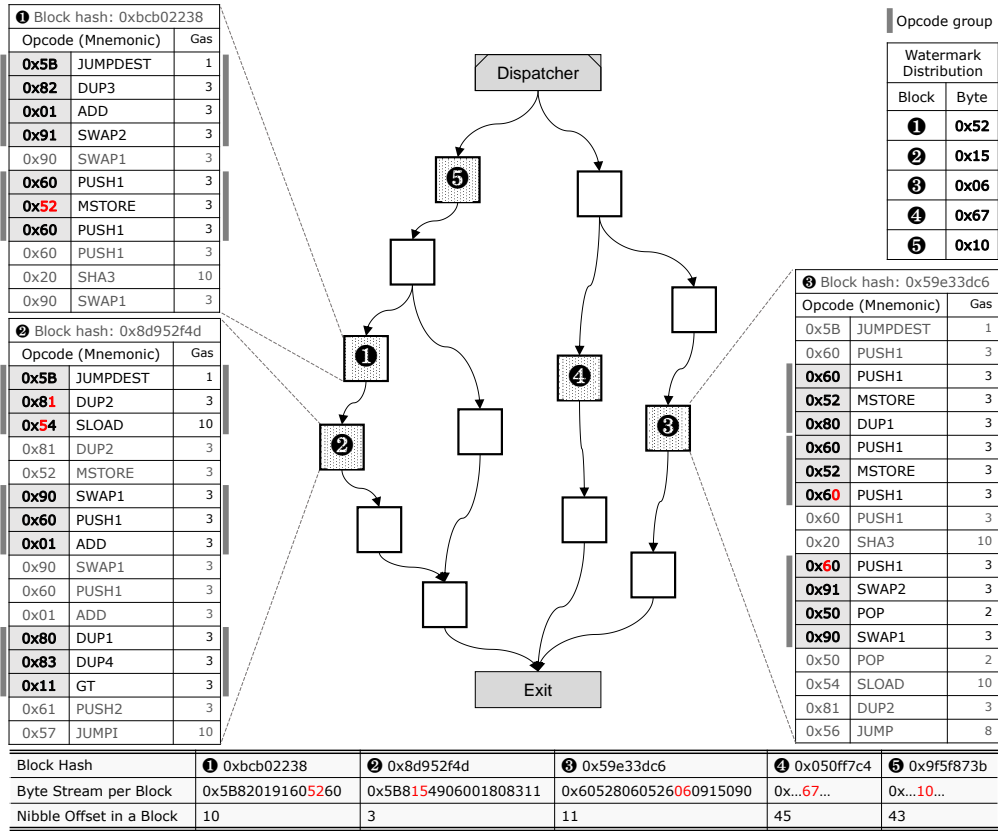 ❶ Block hash: 0xbcb02238
Opcode (Mnemonic) Gas
0x5B JUMPDEST 1
0x82 DUP3 3
0x01 ADD 3
0x91 SWAP2 3
0x90 SWAP1 3
0x60 PUSH1 3
0x52 MSTORE 3
0x60 PUSH1 3
0x60 PUSH1 3
0x20 SHA3 10
0x90 SWAP1 3
❷ Block hash: 0x8d952f4d
Opcode (Mnemonic) Gas
0x5B JUMPDEST 1
0x81 DUP2 3
0x54 SLOAD 10
0x81 DUP2 3
0x52 MSTORE 3
0x90 SWAP1 3
0x60 PUSH1 3
0x01 ADD 3
0x90 SWAP1 3
0x60 PUSH1 3
0x01 ADD 3
0x80 DUP1 3
0x83 DUP4 3
0x11 GT 3
0x61 PUSH2 3
0x57 JUMPI 10
Dispatcher
❺
❶
❹
❷
❸
Exit
Opcode group
Watermark
Distribution
Block Byte
❶ 0x52
❷ 0x15
❸ 0x06
❹ 0x67
❺ 0x10
❸ Block hash: 0x59e33dc6
Opcode (Mnemonic) Gas
0x5B JUMPDEST 1
0x60 PUSH1 3
0x60 PUSH1 3
0x52 MSTORE 3
0x80 DUP1 3
0x60 PUSH1 3
0x52 MSTORE 3
0x60 PUSH1 3
0x60 PUSH1 3
0x20 SHA3 10
0x60 PUSH1 3
0x91 SWAP2 3
0x50 POP 2
0x90 SWAP1 3
0x50 POP 2
0x54 SLOAD 10
0x81 DUP2 3
0x56 JUMP 8
Block Hash ❶ 0xbcb02238 ❷ 0x8d952f4d ❸ 0x59e33dc6 ❹ 0x050ff7c4 ❺ 0x9f5f873b
Byte Stream per Block 0x5B820191605260 0x5B8154906001808311 0x60528060526060915090 0x...67... 0x...10...
Nibble Offset in a Block 10 3 11 45 43